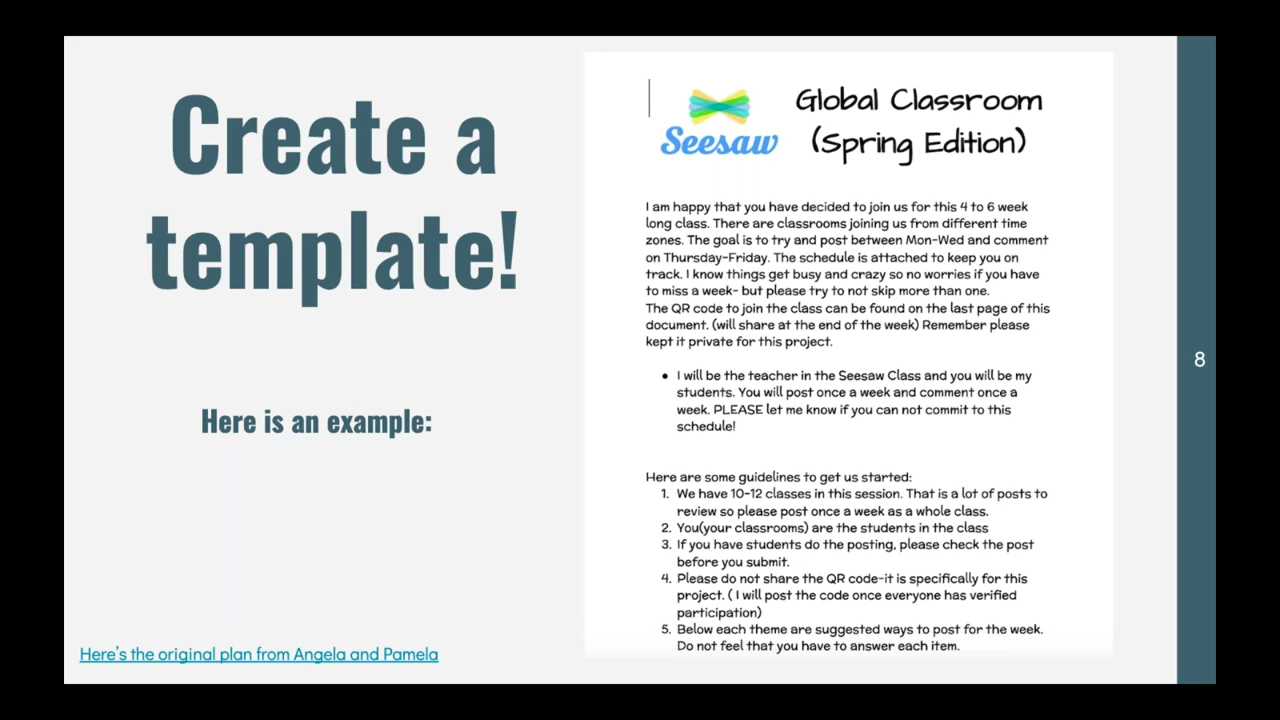 Create a
template!
Here is an example:
Here's the original plan from Angela and Pamela
Seesaw
Global Classroom
(Spring Edition)
I am happy that you have decided to join us for this 4 to 6 week
long class. There are classrooms joining us from different time
zones. The goal is to try and post between Mon-Wed and comment
on Thursday-Friday. The schedule is attached to keep you on
track. I know things get busy and crazy so no worries if you have
to miss a week- but please try to not skip more than one.
The QR code to join the class can be found on the last page of this
document. (will share at the end of the week) Remember please
kept it private for this project.
• I will be the teacher in the Seesaw Class and you will be my
students. You will post once a week and comment once a
week. PLEASE let me know if you can not commit to this
schedule!
Here are some guidelines to get us started:
1. We have 10-12 classes in this session. That is a lot of posts to
review so please post once a week as a whole class.
2. You(your classrooms) are the students in the class
3. If you have students do the posting, please check the post
before you submit.
4. Please do not share the QR code-it is specifically for this
project. ( I will post the code once everyone has verified
participation)
5. Below each theme are suggested ways to post for the week.
Do not feel that you have to answer each item.
8